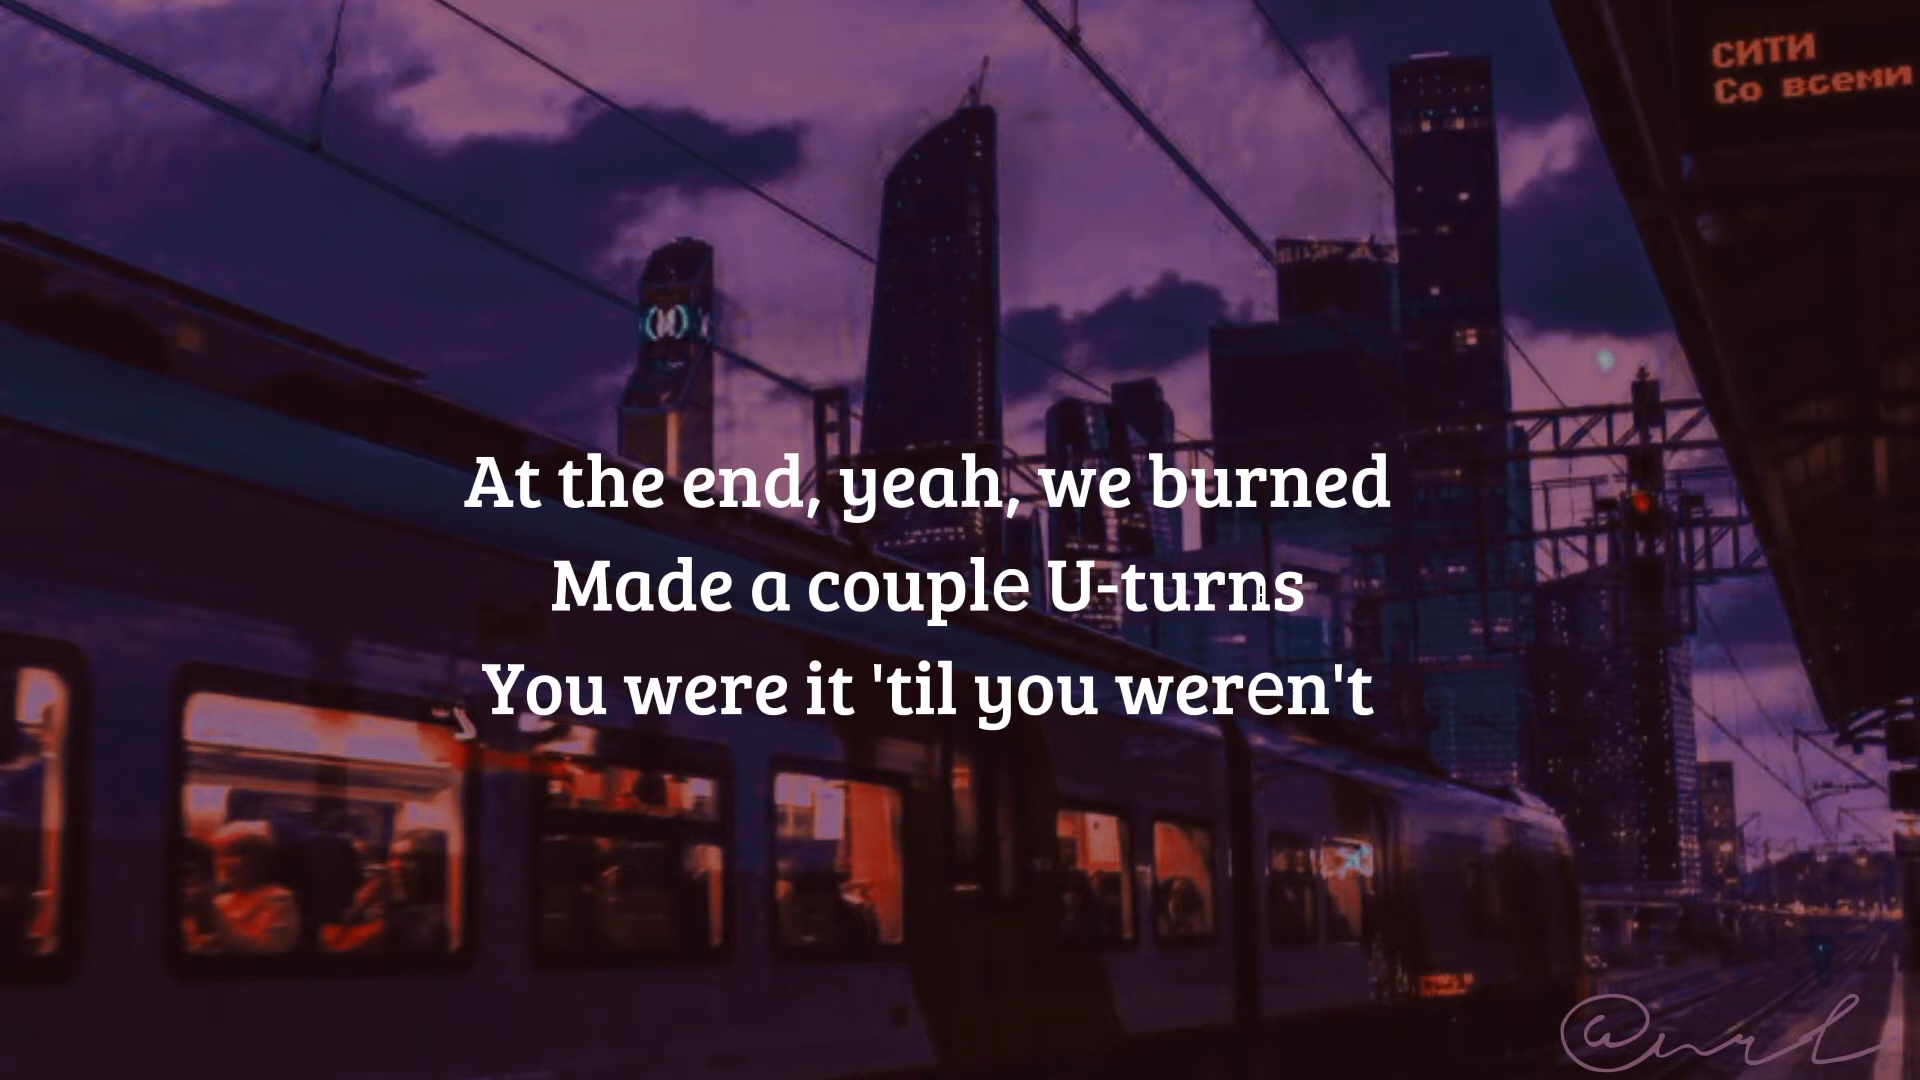 СИТИ
Со всеми
At the end, yeah, we burned
Made a couple U-turns
You were it 'til you weren't